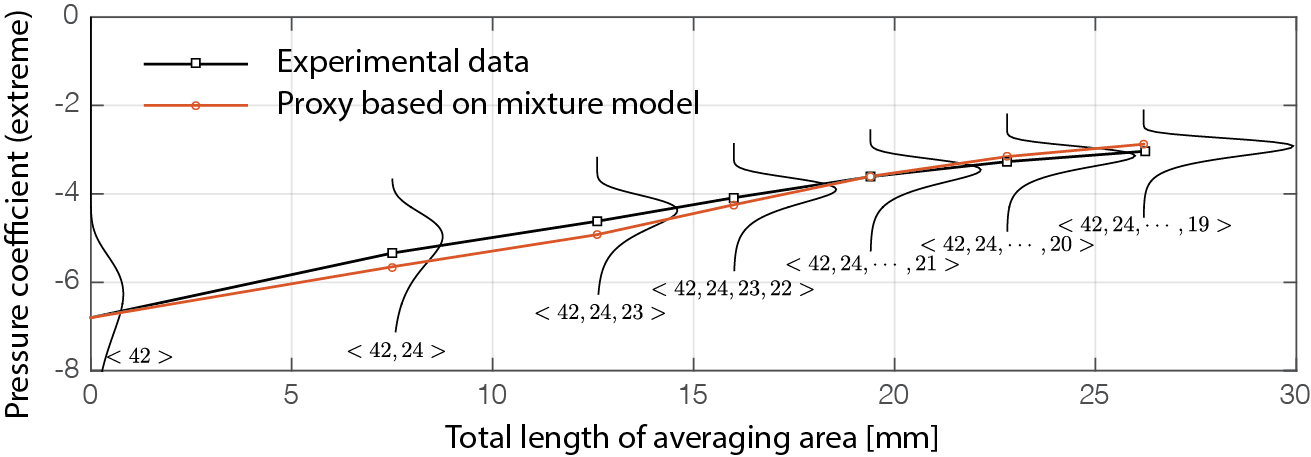 Pressure coefficient (extreme)
0
-2
-4
-6
-8
Experimental data
Proxy based on mixture model
< 42 >
< 42, 24 >
< 42, 24, 23 >
< 42, 24, 23, 22 >
< 42, 24, ⋯ , 21 >
< 42, 24, ⋯ , 20 >
< 42, 24, ⋯ , 19 >
0 5 10 15 20 25 30
Total length of averaging area [mm]